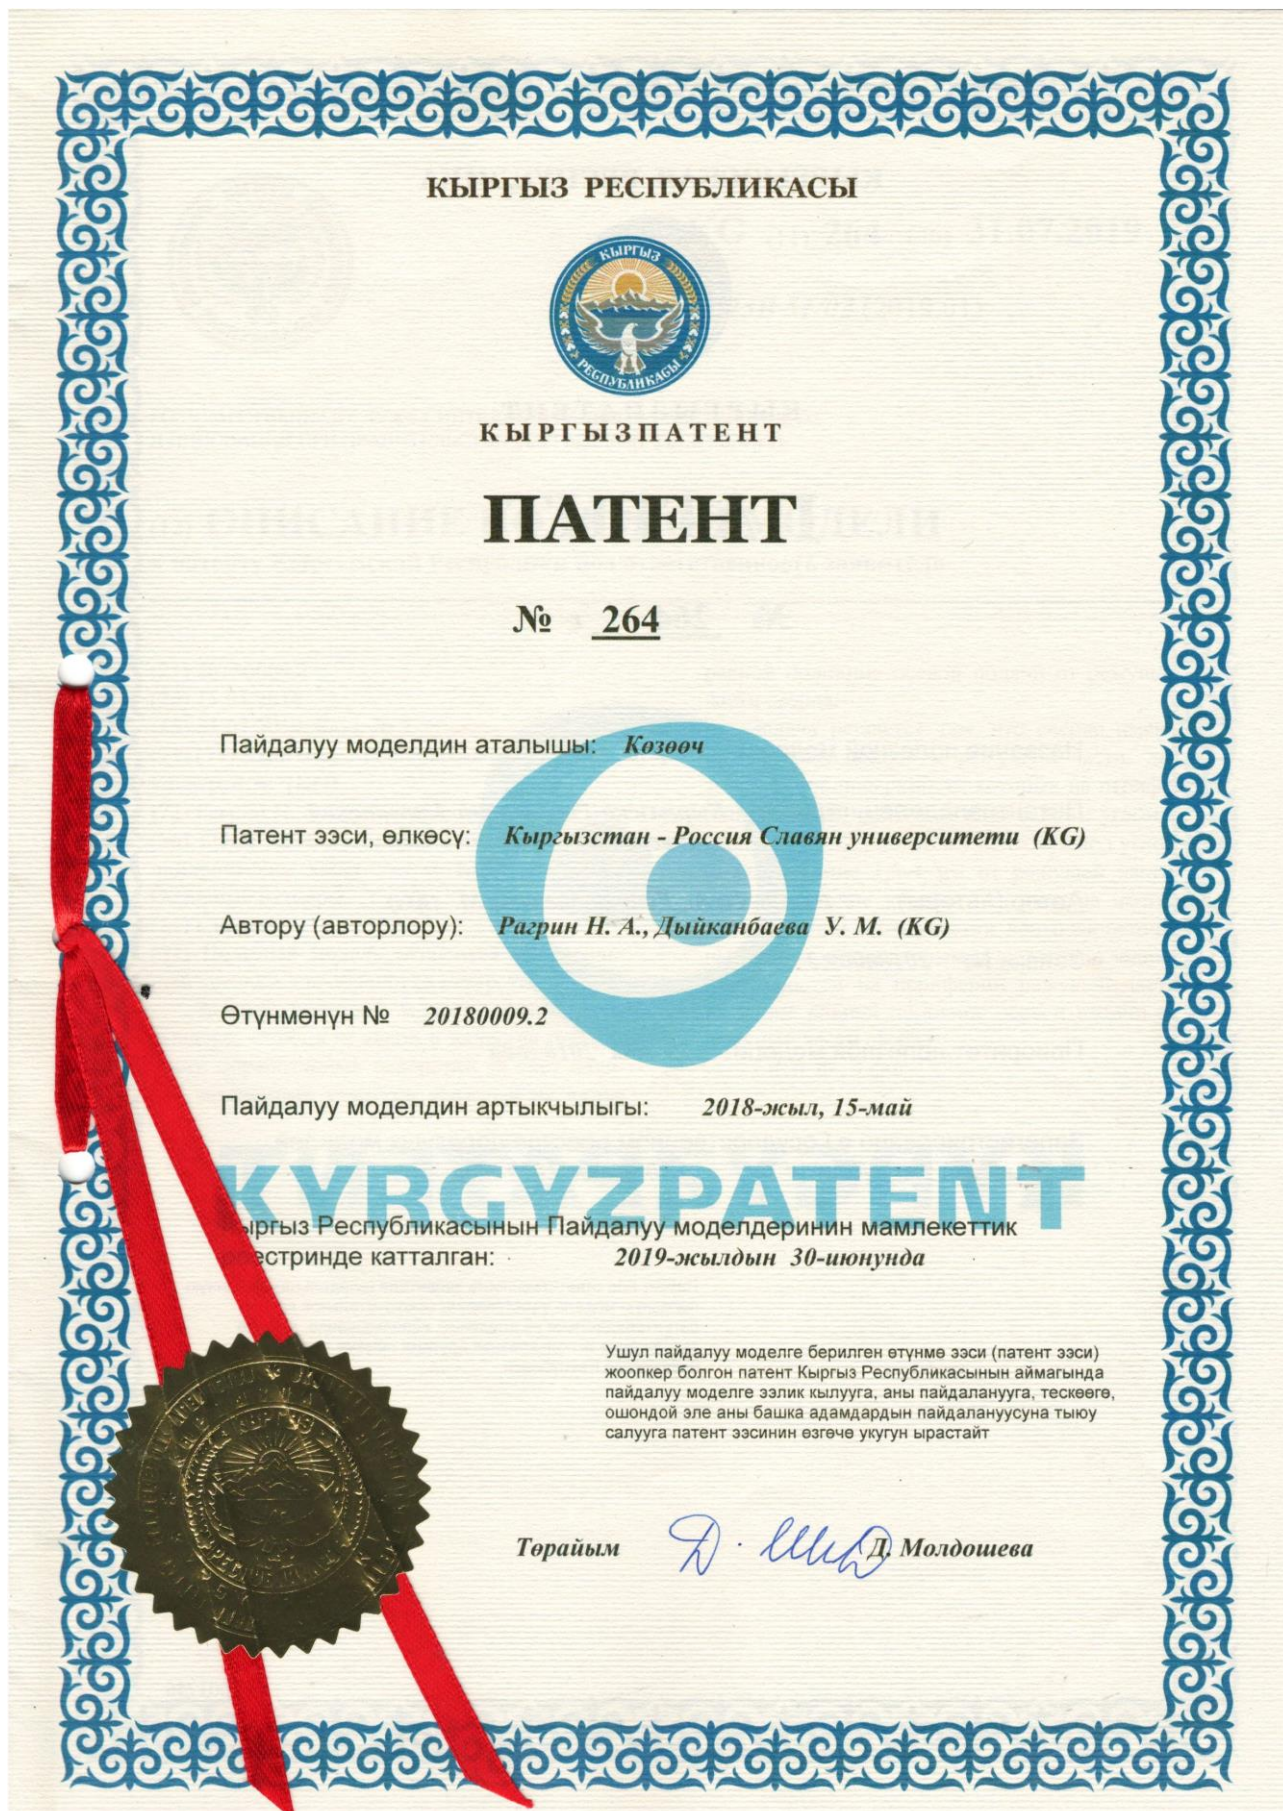 КЫРГЫЗ РЕСПУБЛИКАСЫ
КЫРГЫЗ
РЕСПУБЛИКАСЫ
КЫРГЫЗПАТЕНТ
ПАТЕНТ
№ 264
Пайдалуу моделдин аталышы: Көзөөч
Патент ээси, өлкөсү: Кыргызстан - Россия Славян университети (KG)
Автору (авторлору): Рагрин Н. А., Дыйканбаева У. М. (KG)
Өтүнмөнүн № 20180009.2
Пайдалуу моделдин артыкчылыгы: 2018-жыл, 15-май
KYRGYZPATENT
Кыргыз Республикасынын Пайдалуу моделдеринин мамлекеттик
реестринде катталган: 2019-жылдын 30-июнунда
Ушул пайдалуу моделге берилген өтүнмө ээси (патент ээси)
жоопкер болгон патент Кыргыз Республикасынын аймагында
пайдалуу моделге ээлик кылууга, аны пайдаланууга, тескөөгө,
ошондой эле аны башка адамдардын пайдалануусуна тыюу
салууга патент ээсинин өзгөчө укугун ырастайт
Төрайым Д. Молдошева